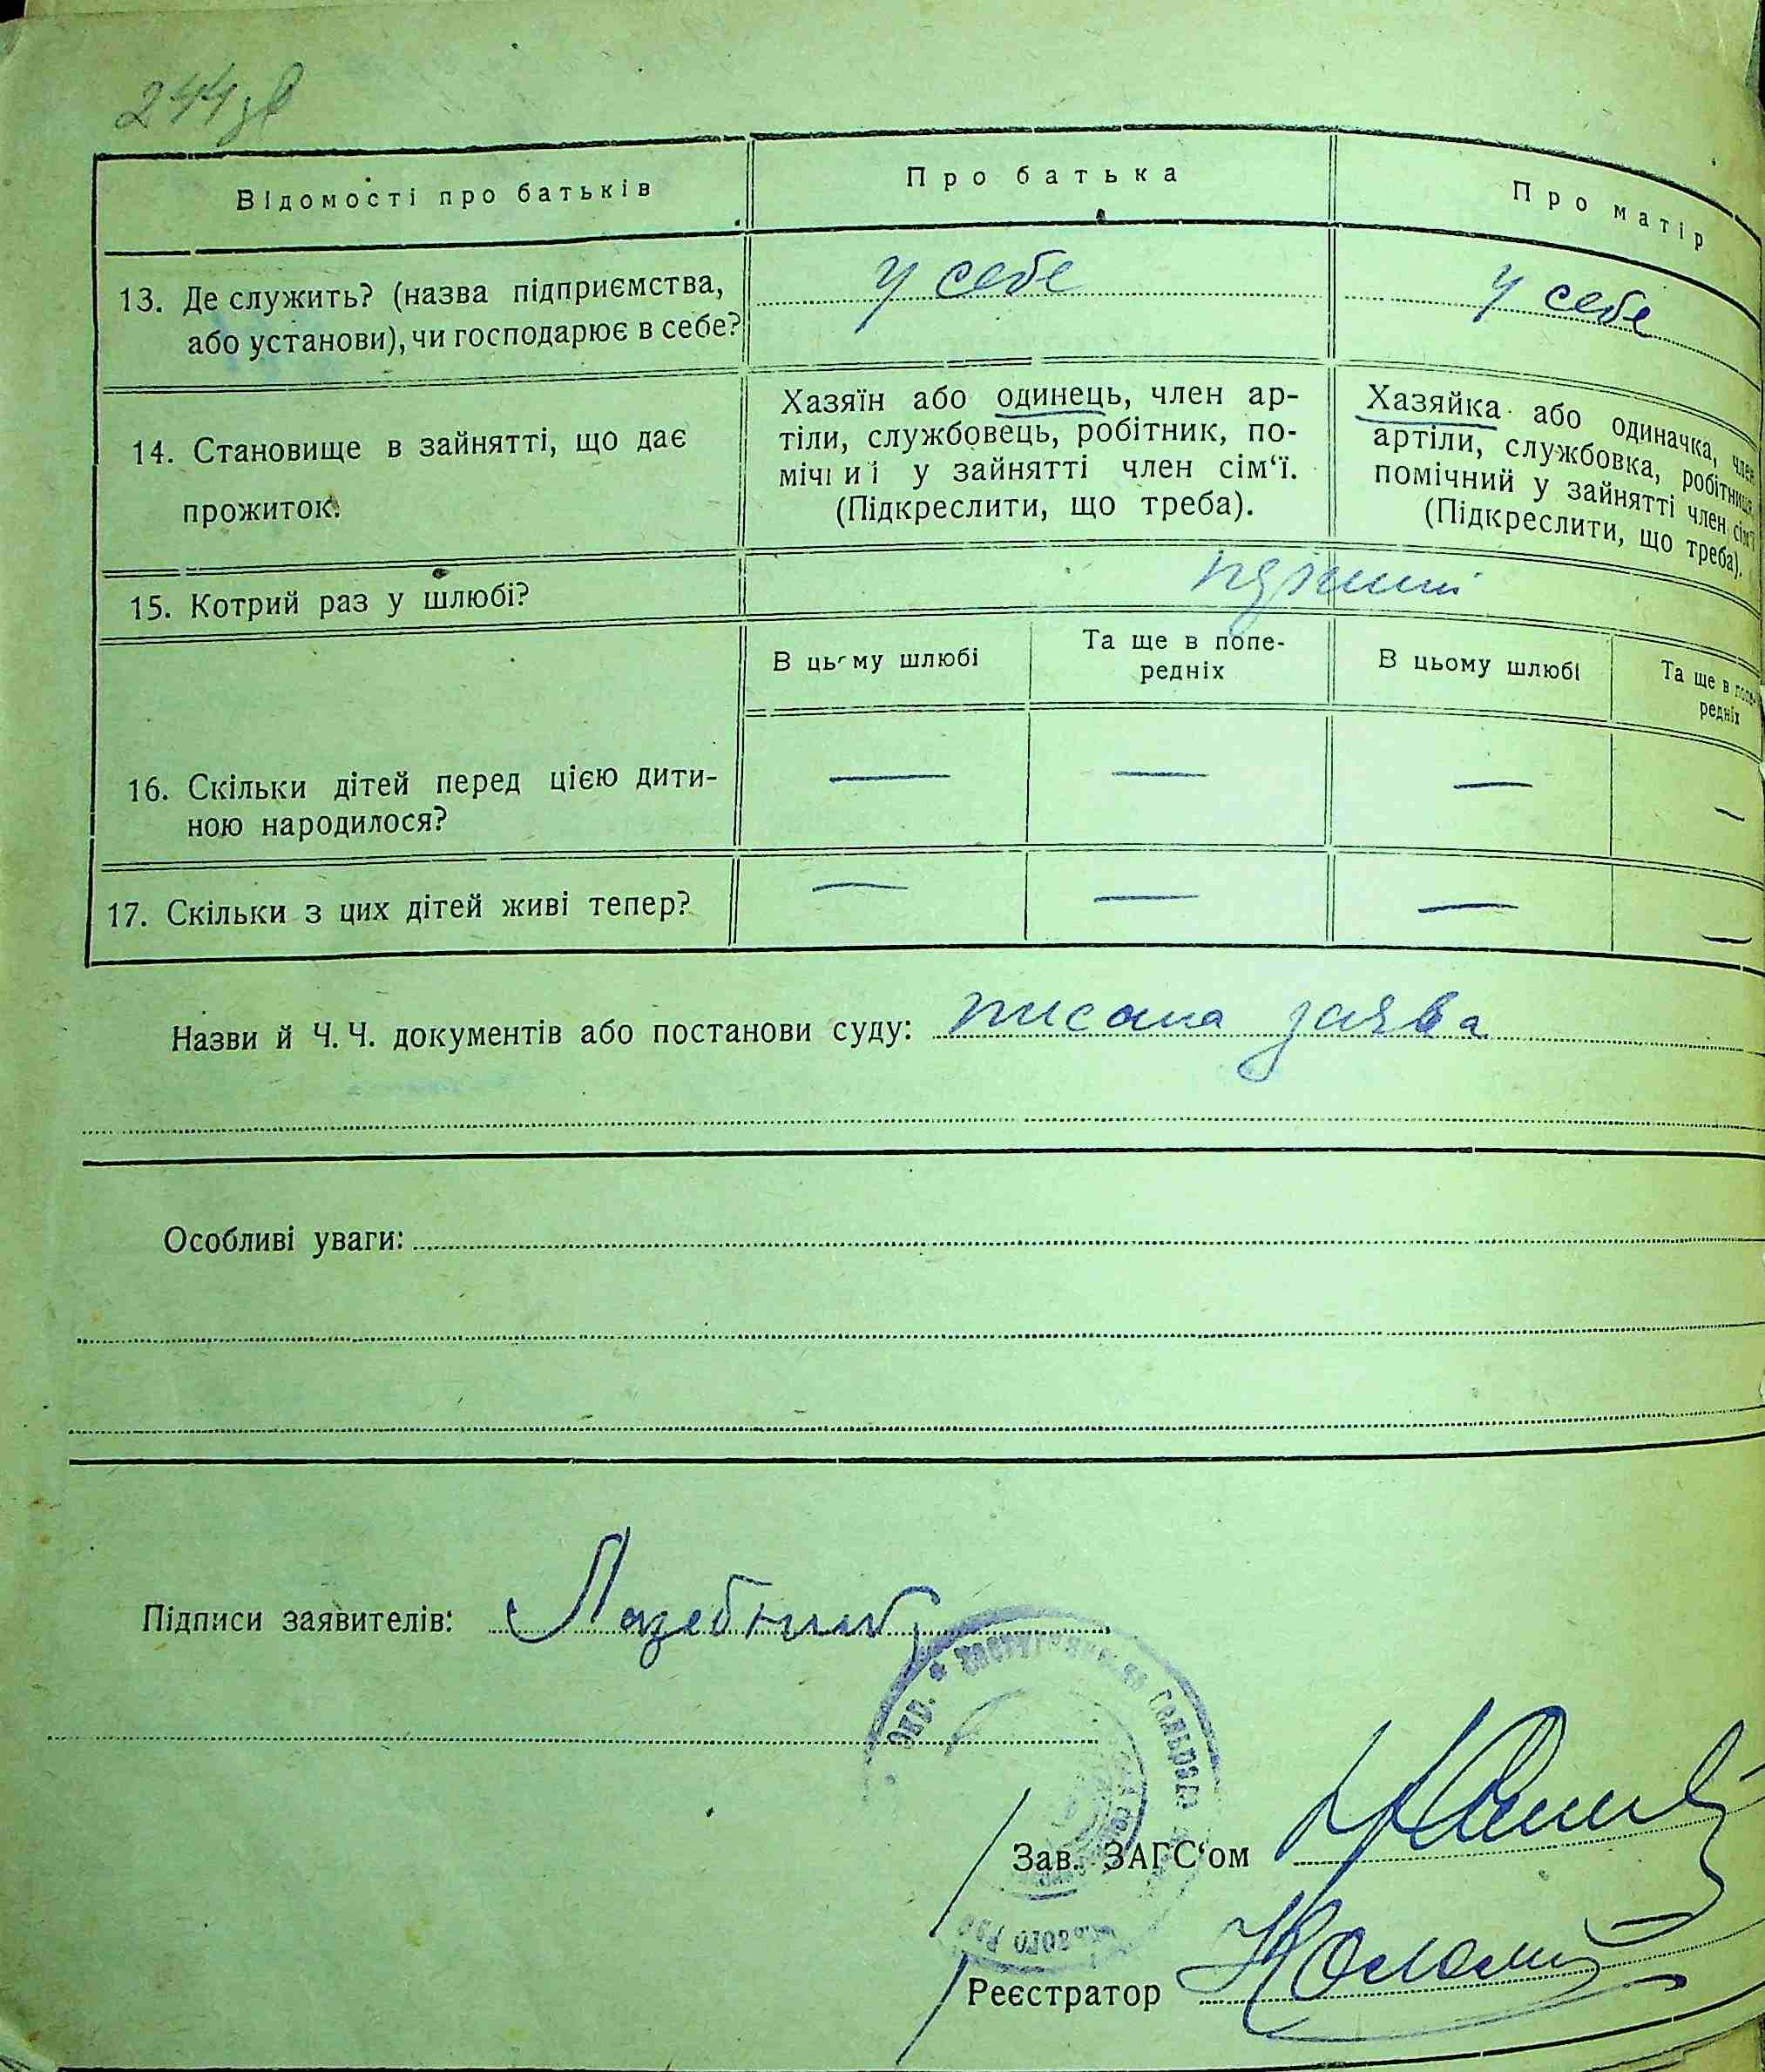 244зв
Відомості про батьків
Про батька
Про матір
13. Де служить? (назва підприємства,
або установи), чи господарює в себе?
у себе
у себе
14. Становище в зайнятті, що дає
прожиток.
Хазяїн або одинець, член ар-
тіли, службовець, робітник, по-
мічний у зайнятті член сім‘ї.
(Підкреслити, що треба).
Хазяйка або одиначка, член
артіли, службовка, робітниця,
помічний у зайнятті член сім‘ї
(Підкреслити, що треба).
15. Котрий раз у шлюбі?
В цьому шлюбі
Та ще в попе-
редніх
В цьому шлюбі
Та ще в попе-
редніх
16. Скільки дітей перед цією дити-
ною народилося?
— — — —
17. Скільки з цих дітей живі тепер?
— — — —
Назви й Ч. Ч. документів або постанови суду: писана заява
Особливі уваги:
Підписи заявителів: Лазебник
Зав. ЗАГС‘ом
Реєстратор